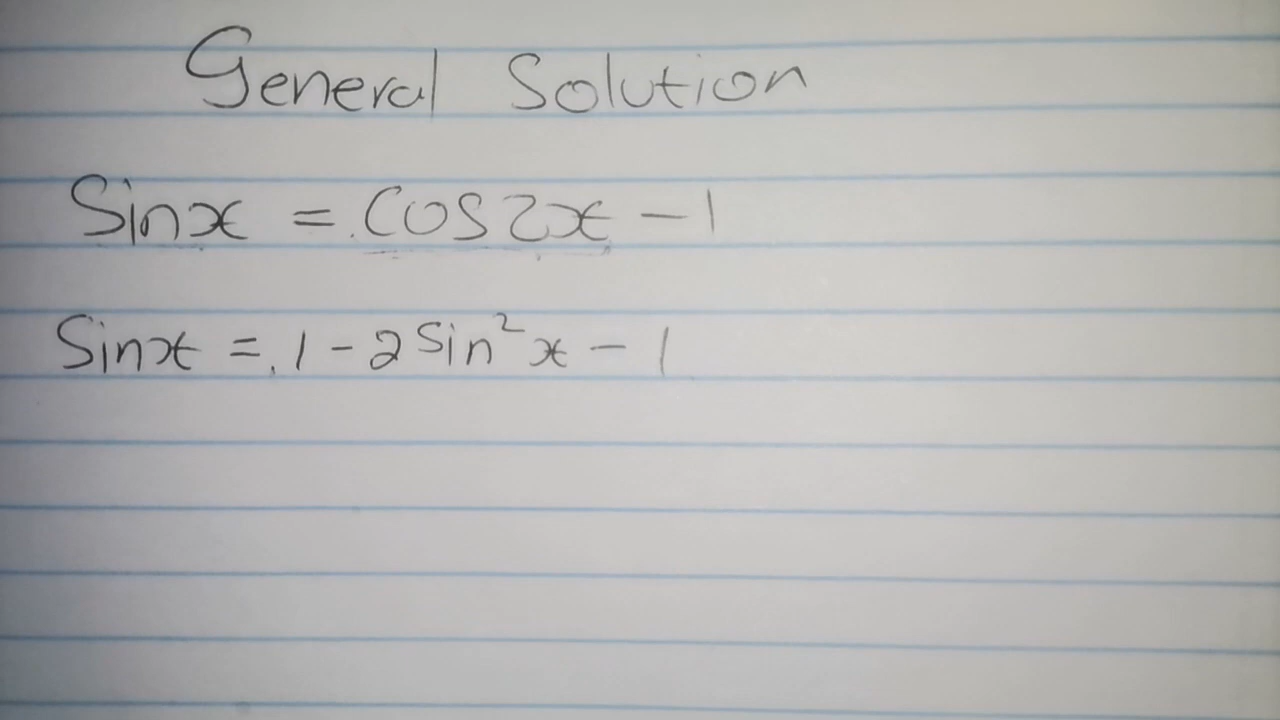 General Solution
Sinx = cos2x - 1
Sinx = 1 - 2Sin²x - 1